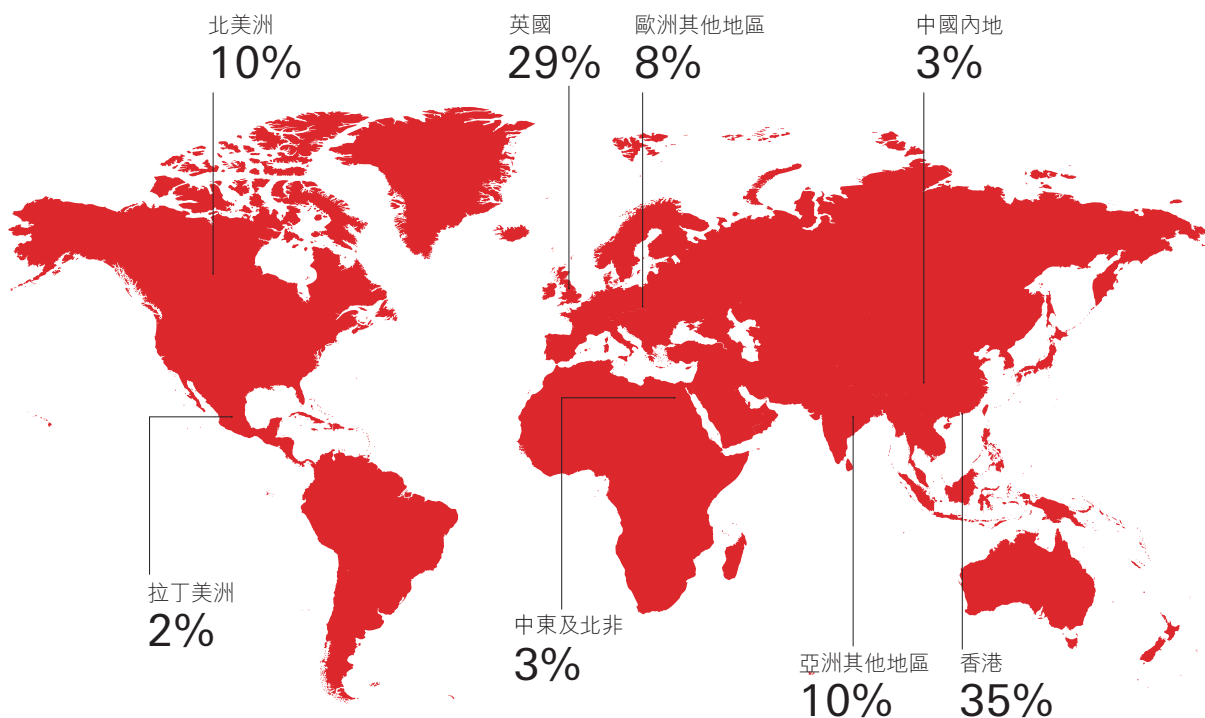 北美洲
10%
英國
29%
歐洲其他地區
8%
中國內地
3%
拉丁美洲
2%
中東及北非
3%
亞洲其他地區
10%
香港
35%